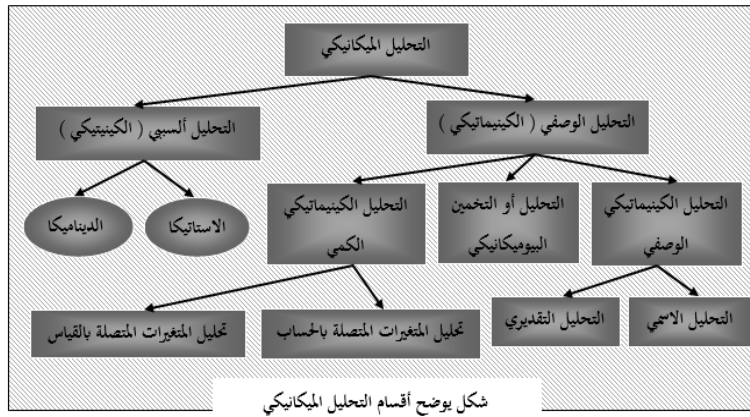 التحليل الميكانيكي
التحليل الوصفي ( الكينيماتيكي )
التحليل ألسببي ( الكينيتيكي )
التحليل الكينيماتيكي
الوصفي
التحليل أو التخمين
البيوميكانيكي
التحليل الكينيماتيكي
الكمي
الاستاتيكا
الديناميكا
التحليل الاسمي
التحليل التقديري
تحليل المتغيرات المتصلة بالحساب
تحليل المتغيرات المتصلة بالقياس
شكل يوضح أقسام التحليل الميكانيكي